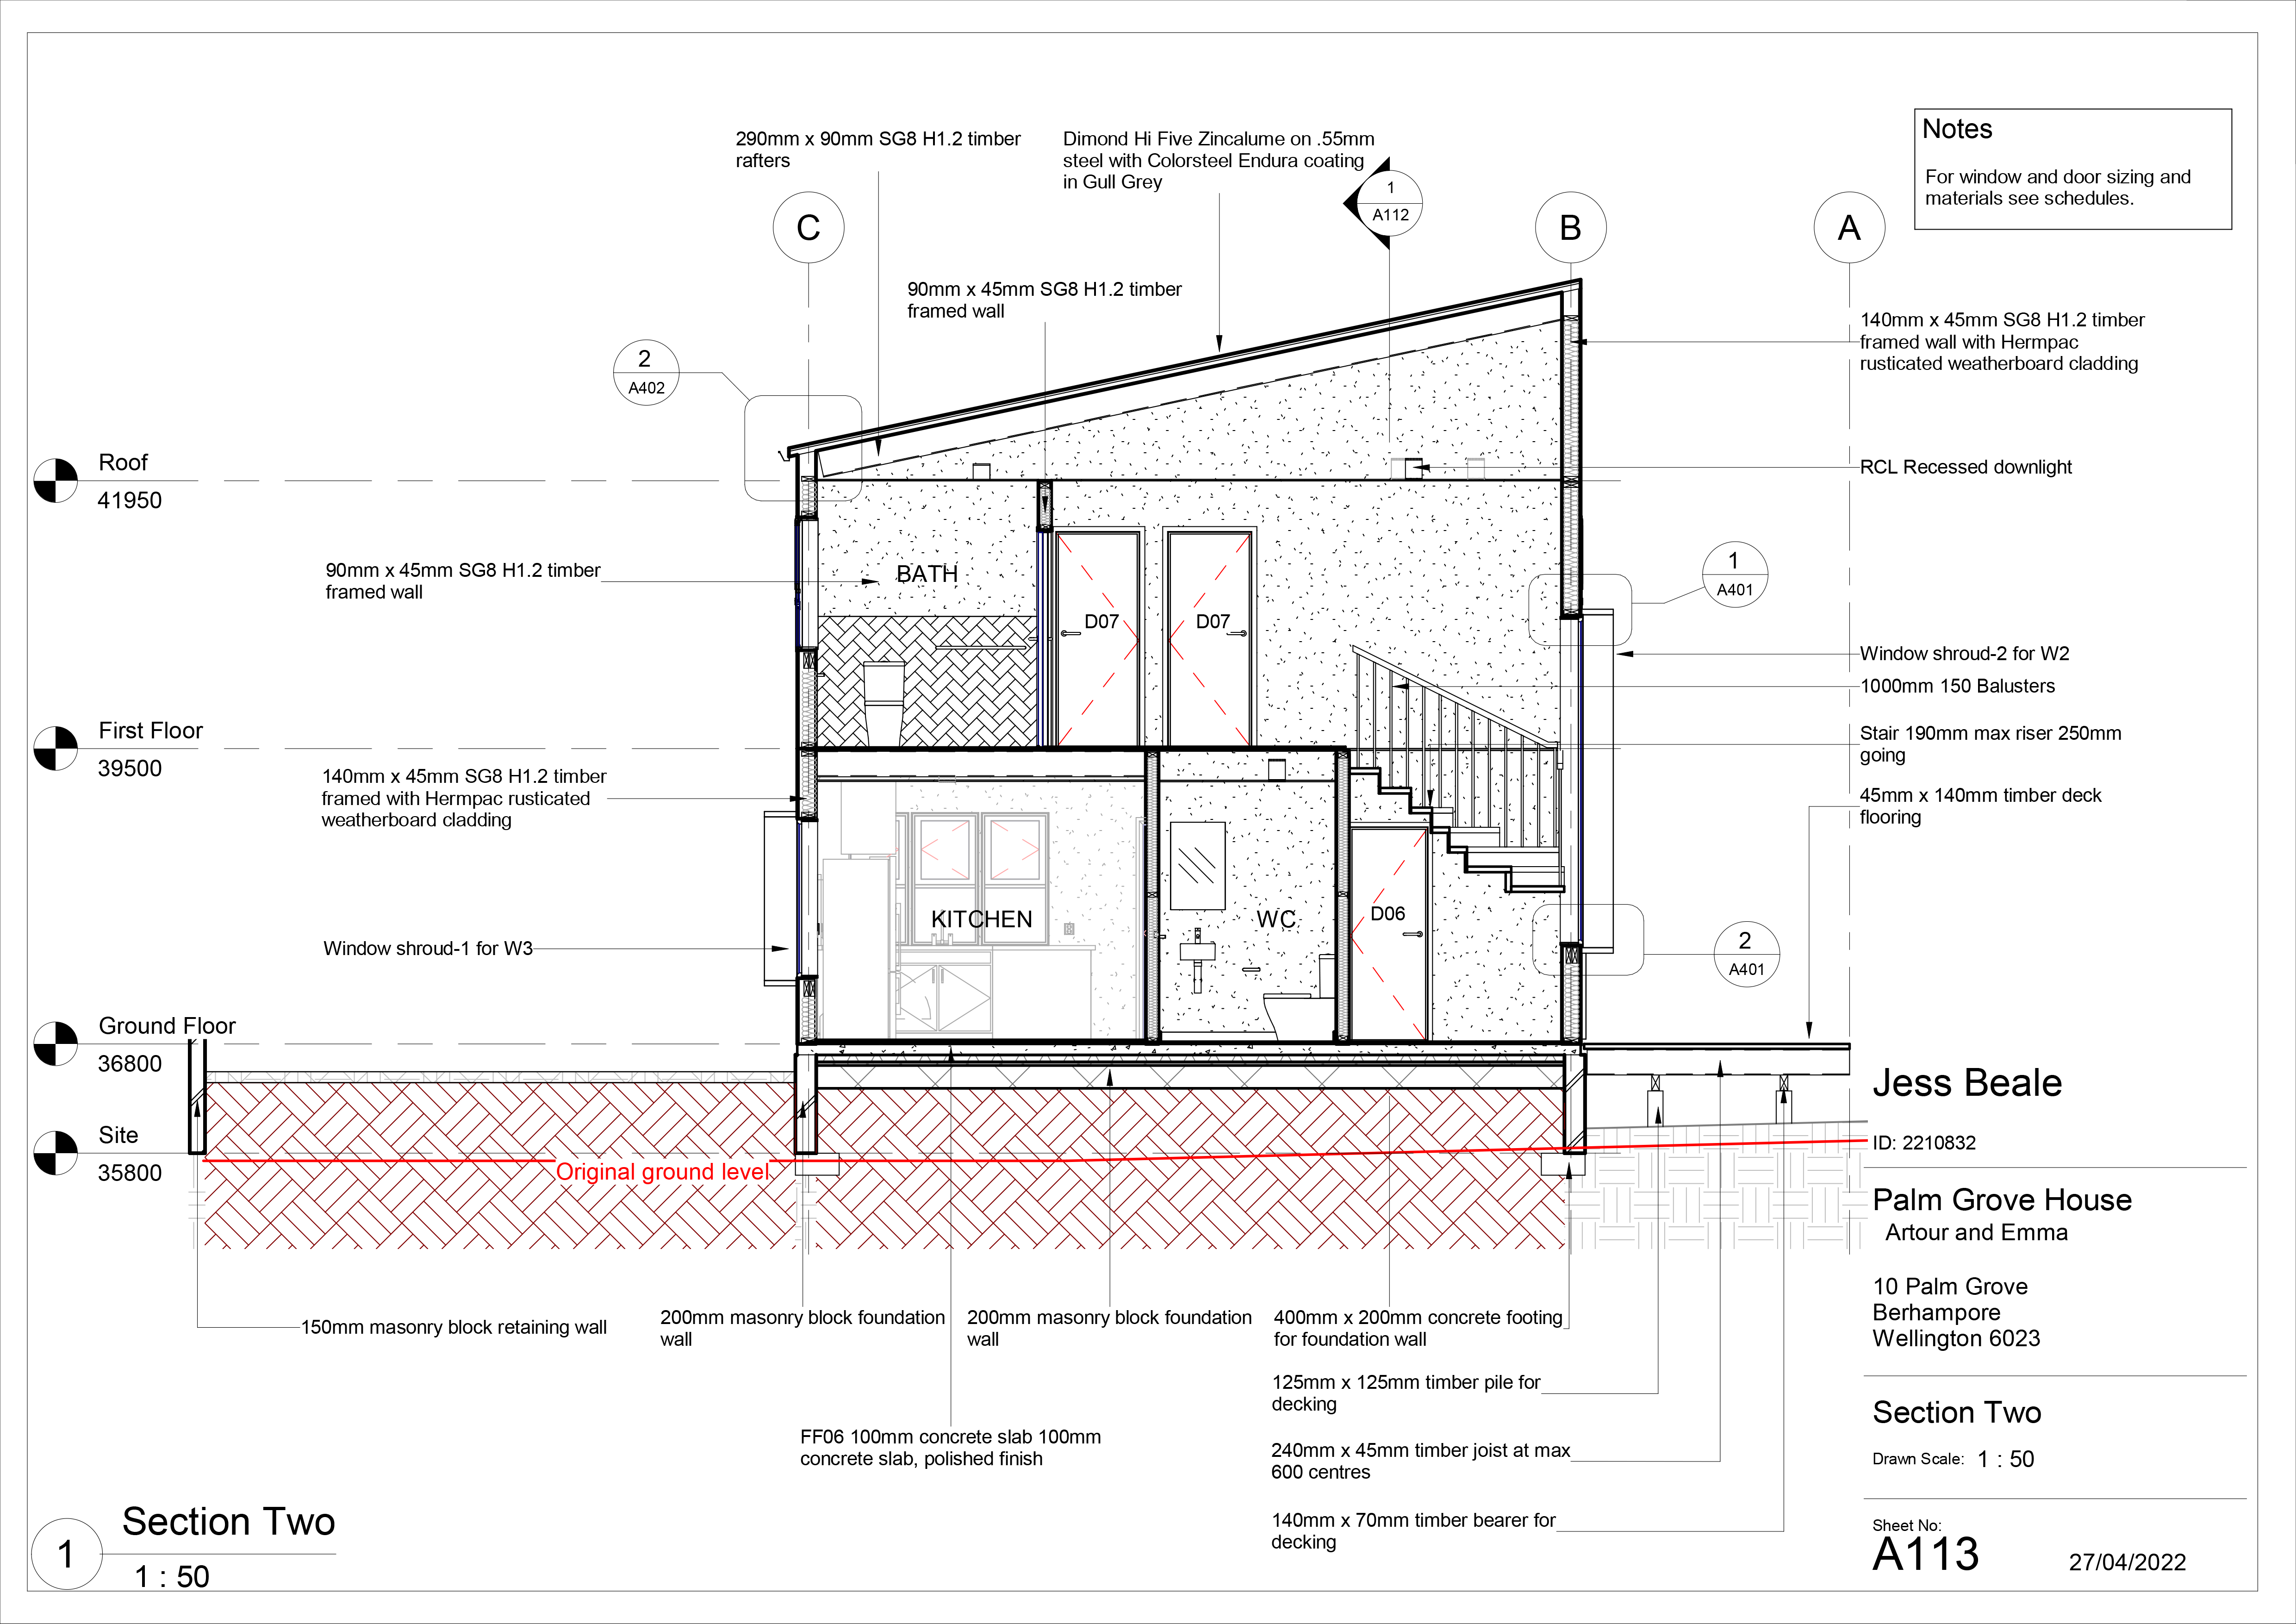 290mm x 90mm SG8 H1.2 timber
rafters
Dimond Hi Five Zincalume on .55mm
steel with Colorsteel Endura coating
in Gull Grey
1
A112
Notes
For window and door sizing and
materials see schedules.
C
B
A
90mm x 45mm SG8 H1.2 timber
framed wall
140mm x 45mm SG8 H1.2 timber
framed wall with Hermpac
rusticated weatherboard cladding
2
A402
Roof
41950
RCL Recessed downlight
90mm x 45mm SG8 H1.2 timber
framed wall
BATH
D07
D07
1
A401
Window shroud-2 for W2
1000mm 150 Balusters
Stair 190mm max riser 250mm
going
First Floor
39500
140mm x 45mm SG8 H1.2 timber
framed with Hermpac rusticated
weatherboard cladding
45mm x 140mm timber deck
flooring
KITCHEN
WC
D06
Window shroud-1 for W3
2
A401
Ground Floor
36800
Site
35800
Original ground level
Jess Beale
ID: 2210832
Palm Grove House
Artour and Emma
10 Palm Grove
Berhampore
Wellington 6023
150mm masonry block retaining wall
200mm masonry block foundation
wall
200mm masonry block foundation
wall
400mm x 200mm concrete footing
for foundation wall
125mm x 125mm timber pile for
decking
FF06 100mm concrete slab 100mm
concrete slab, polished finish
240mm x 45mm timber joist at max
600 centres
140mm x 70mm timber bearer for
decking
Section Two
Drawn Scale: 1 : 50
Sheet No:
A113
27/04/2022
1
Section Two
1 : 50